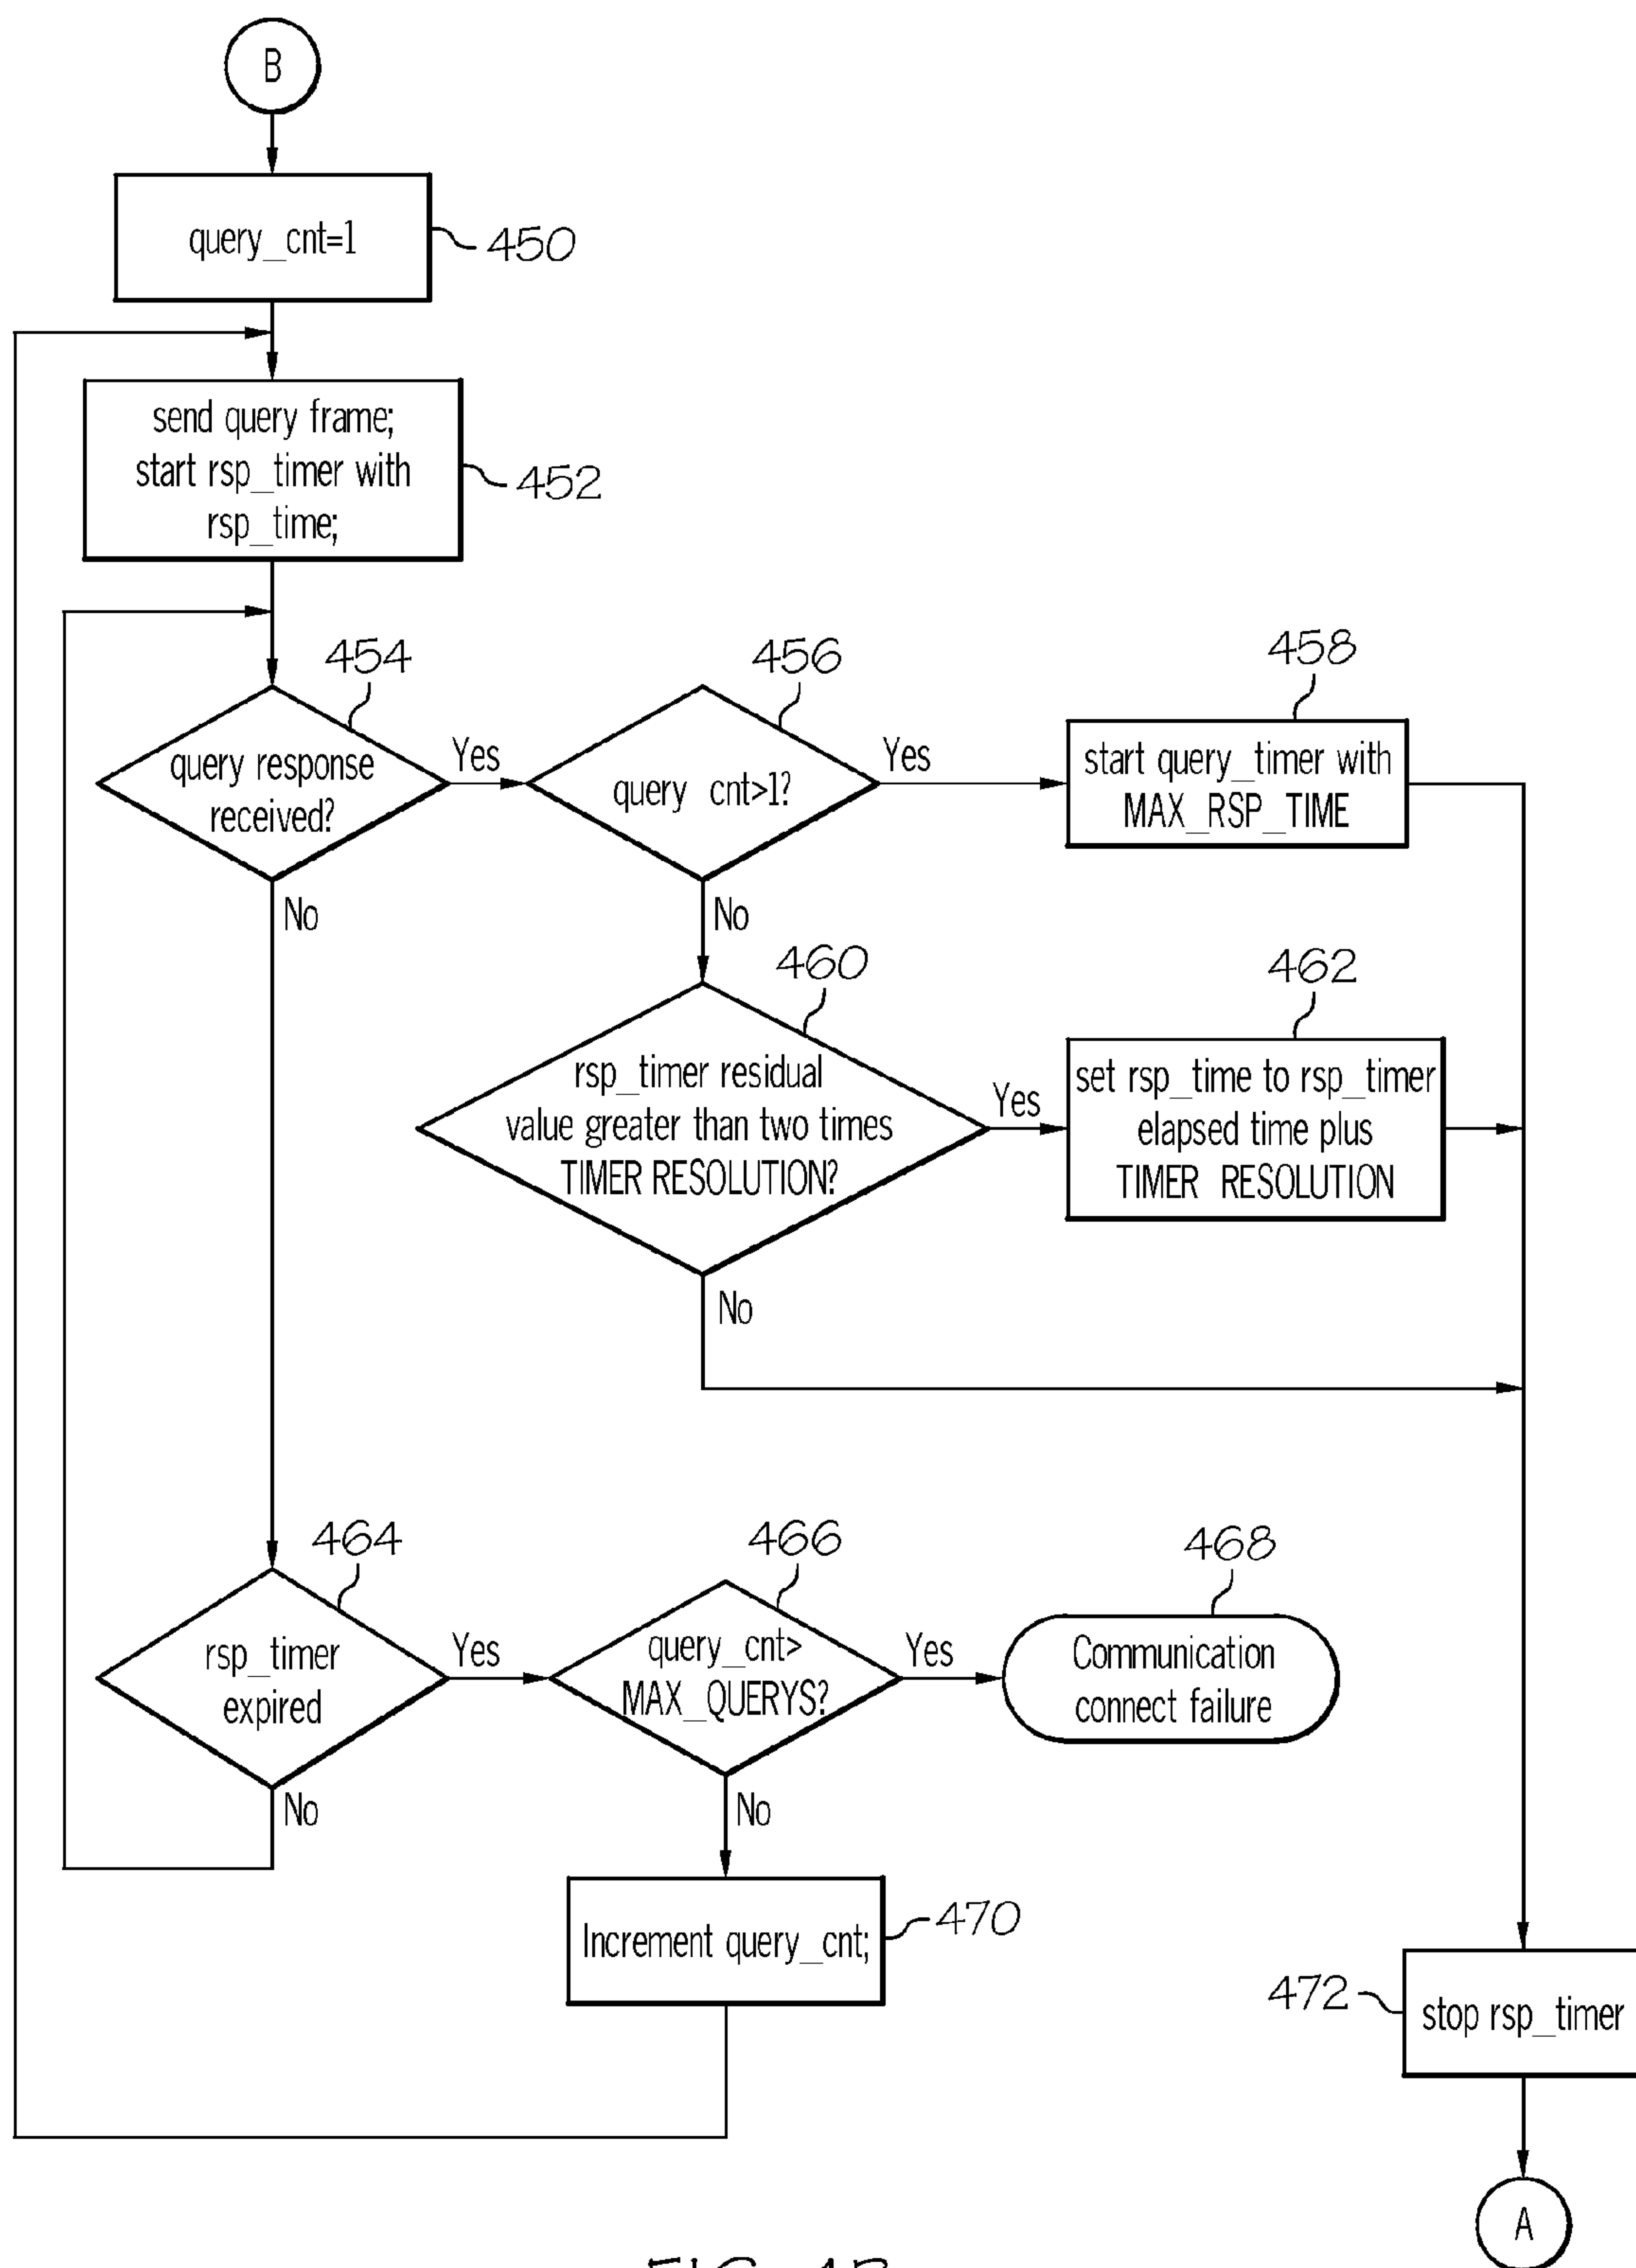 B
query_cnt=1
450
send query frame;
start rsp_timer with
rsp_time;
452
454
456
458
query response
received?
Yes
query cnt>1?
Yes
start query_timer with
MAX_RSP_TIME
No
No
460
462
rsp_timer residual
value greater than two times
TIMER RESOLUTION?
Yes
set rsp_time to rsp_timer
elapsed time plus
TIMER RESOLUTION
No
464
466
468
rsp_timer
expired
Yes
query_cnt>
MAX_QUERYS?
Yes
Communication
connect failure
No
No
Increment query_cnt;
470
472
stop rsp_timer
A